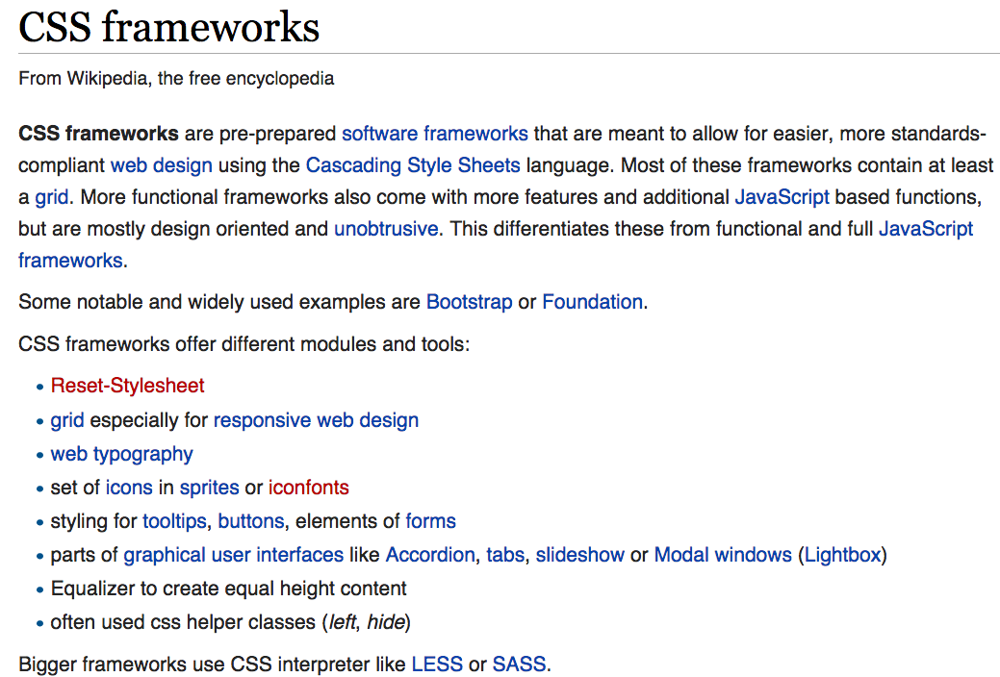 CSS frameworks
From Wikipedia, the free encyclopedia
CSS frameworks are pre-prepared software frameworks that are meant to allow for easier, more standards-
compliant web design using the Cascading Style Sheets language. Most of these frameworks contain at least
a grid. More functional frameworks also come with more features and additional JavaScript based functions,
but are mostly design oriented and unobtrusive. This differentiates these from functional and full JavaScript
frameworks.
Some notable and widely used examples are Bootstrap or Foundation.
CSS frameworks offer different modules and tools:
• Reset-Stylesheet
• grid especially for responsive web design
• web typography
• set of icons in sprites or iconfonts
• styling for tooltips, buttons, elements of forms
• parts of graphical user interfaces like Accordion, tabs, slideshow or Modal windows (Lightbox)
• Equalizer to create equal height content
• often used css helper classes (left, hide)
Bigger frameworks use CSS interpreter like LESS or SASS.